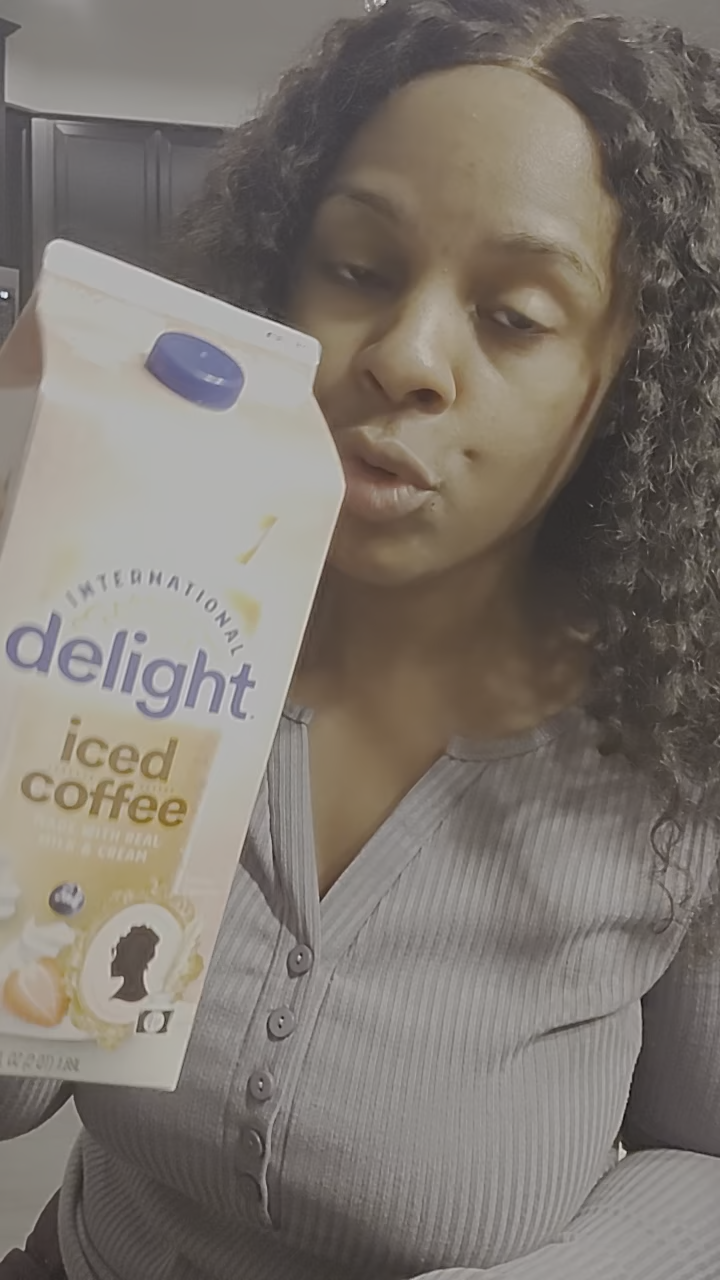 INTERNATIONAL
delight
iced
coffee
MADE WITH REAL
MILK & CREAM